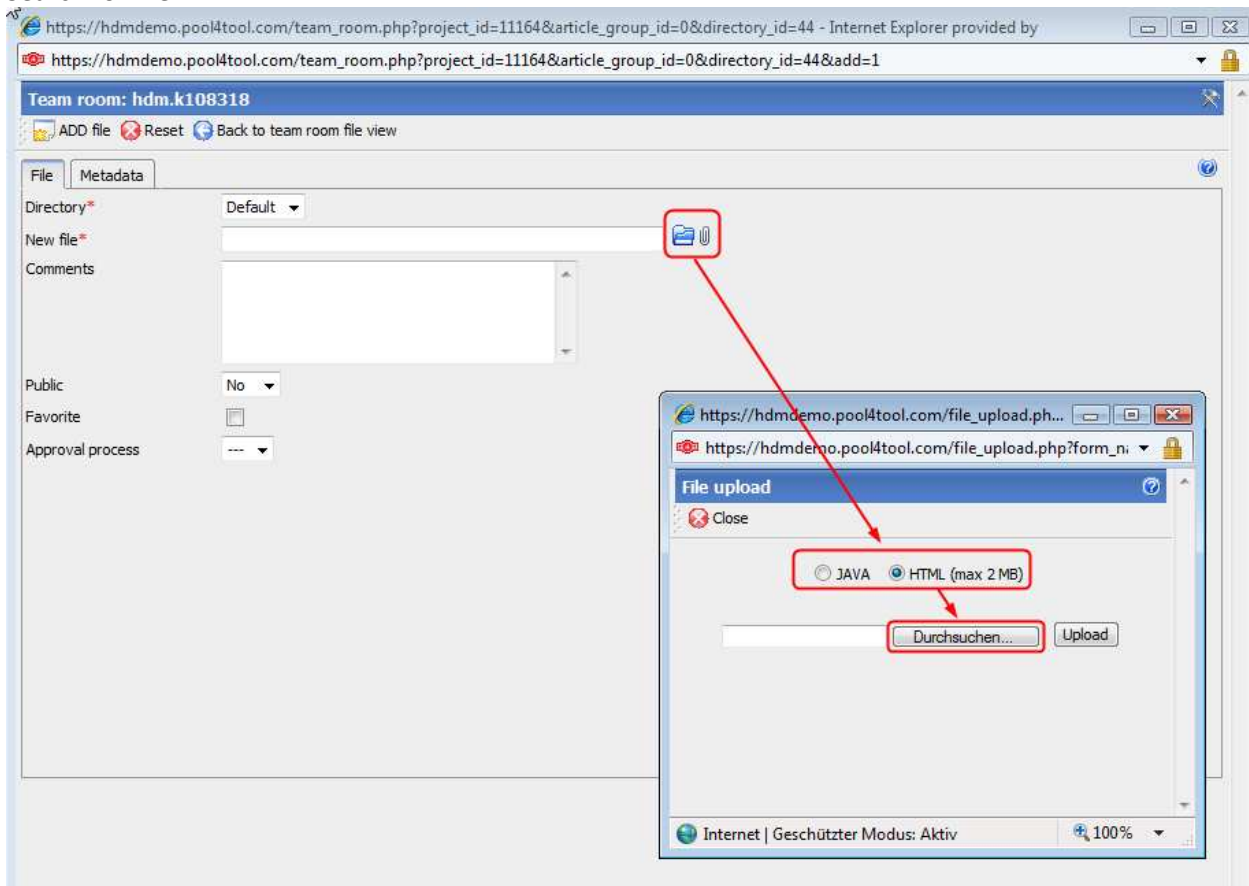 https://hdmdemo.pool4tool.com/team_room.php?project_id=11164&article_group_id=0&directory_id=44 - Internet Explorer provided by
https://hdmdemo.pool4tool.com/team_room.php?project_id=11164&article_group_id=0&directory_id=44&add=1
Team room: hdm.k108318
ADD file Reset Back to team room file view
File Metadata
Directory* Default
New file*
Comments
Public No
Favorite
Approval process ---
https://hdmdemo.pool4tool.com/file_upload.ph...
https://hdmdemo.pool4tool.com/file_upload.php?form_n
File upload
Close
JAVA HTML (max 2 MB)
Durchsuchen... Upload
Internet | Geschützter Modus: Aktiv 100%